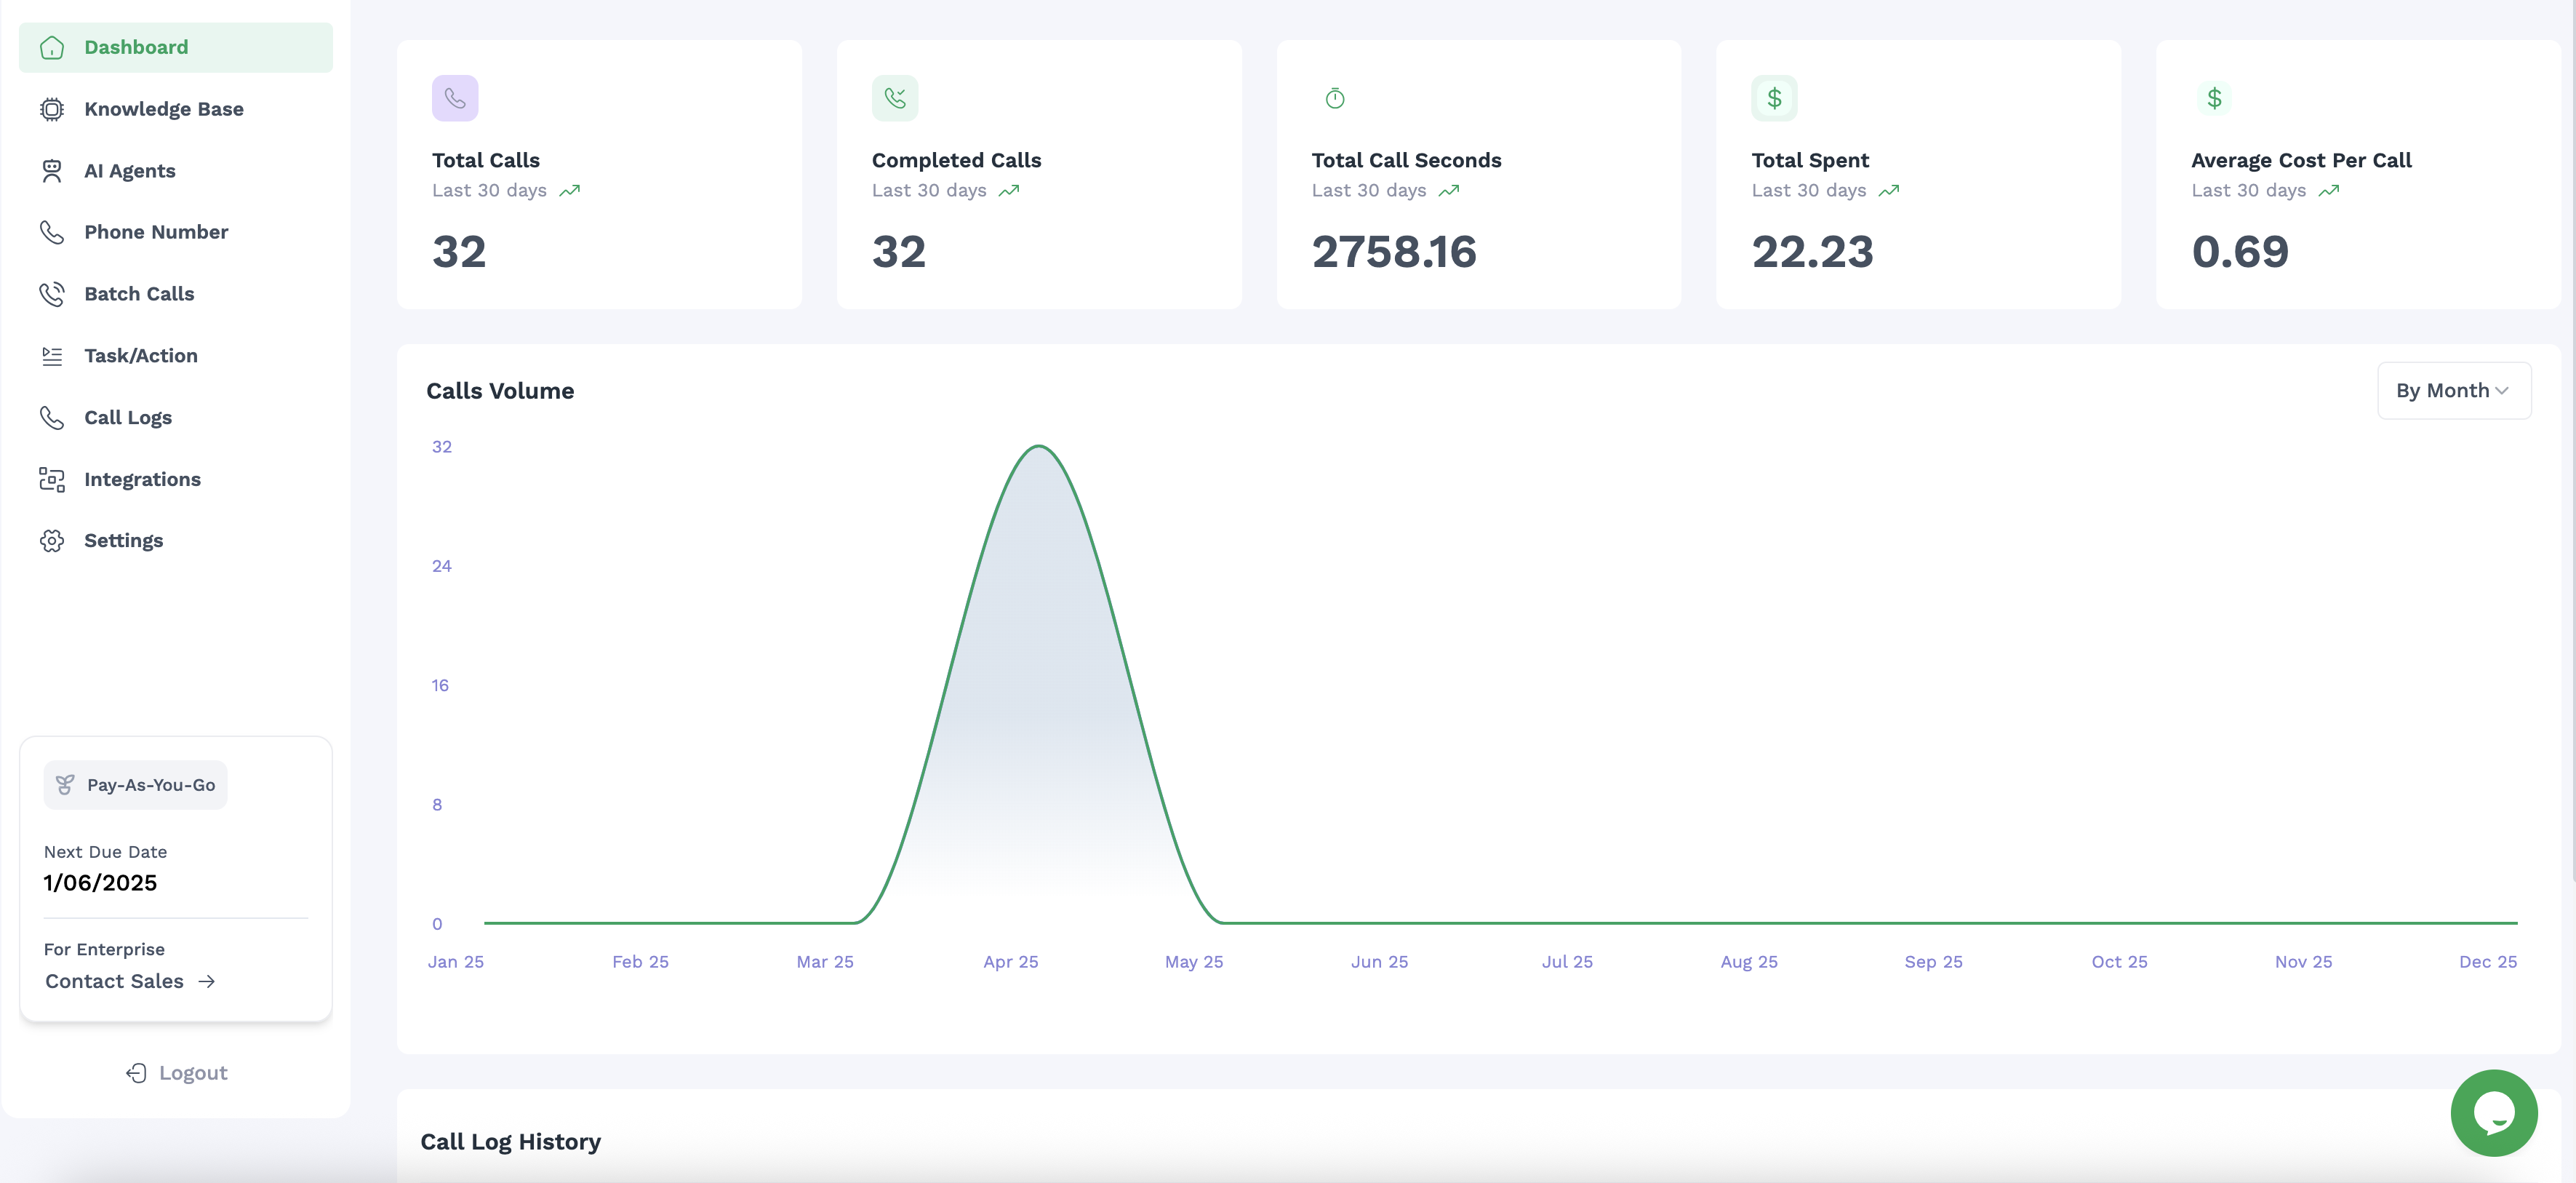 Dashboard
Knowledge Base
AI Agents
Phone Number
Batch Calls
Task/Action
Call Logs
Integrations
Settings
Pay-As-You-Go
Next Due Date
1/06/2025
For Enterprise
Contact Sales
Logout
Total Calls
Last 30 days
32
Completed Calls
Last 30 days
32
Total Call Seconds
Last 30 days
2758.16
Total Spent
Last 30 days
22.23
Average Cost Per Call
Last 30 days
0.69
Calls Volume
By Month
32
24
16
8
0
Jan 25 Feb 25 Mar 25 Apr 25 May 25 Jun 25 Jul 25 Aug 25 Sep 25 Oct 25 Nov 25 Dec 25
Call Log History